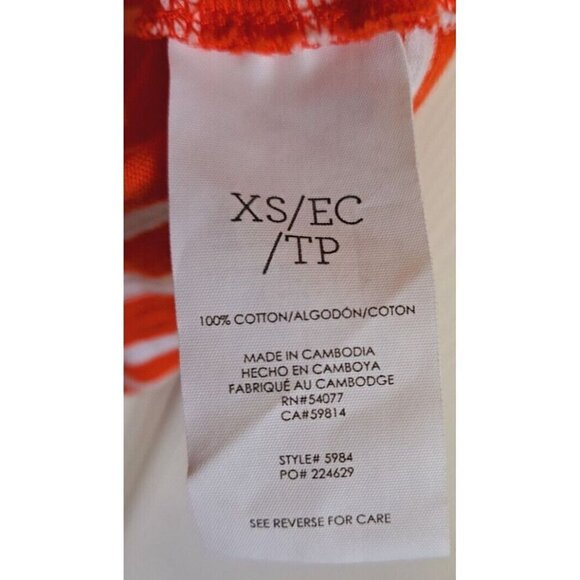 XS/EC
/TP
100% COTTON/ALGODÓN/COTON
MADE IN CAMBODIA
HECHO EN CAMBOYA
FABRIQUÉ AU CAMBODGE
RN#54077
CA#59814
STYLE# 5984
PO# 224629
SEE REVERSE FOR CARE